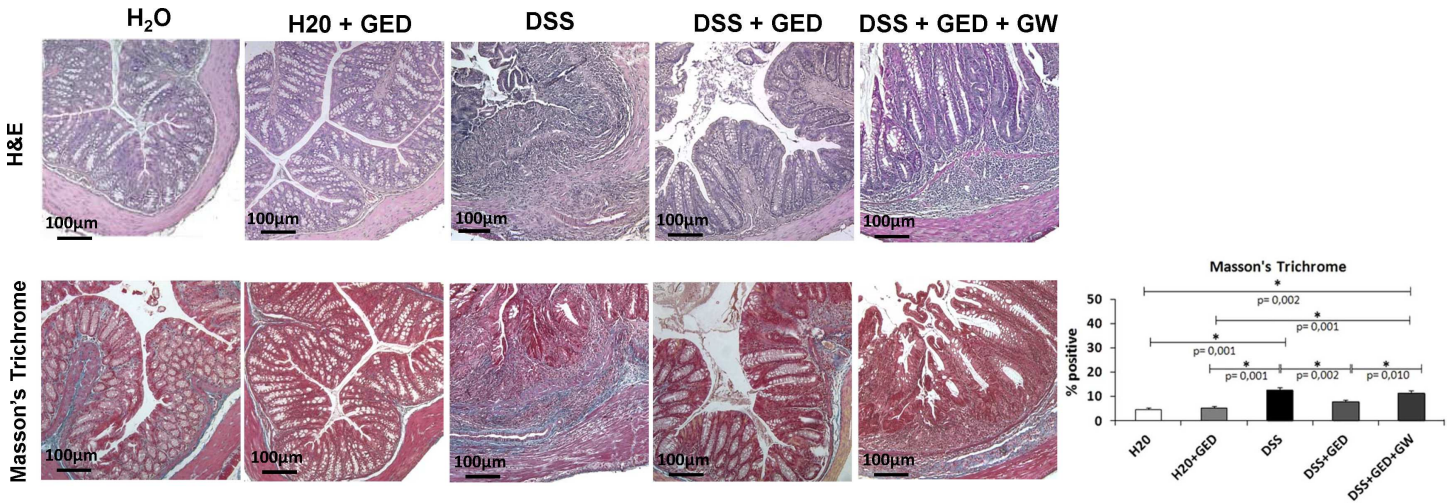 H₂O
H20 + GED
DSS
DSS + GED
DSS + GED + GW
H&E
100µm
100µm
100µm
100µm
100µm
Masson's Trichrome
100µm
100µm
100µm
100µm
100µm
Masson's Trichrome
% positive
50
40
30
20
10
0
*
p= 0,002
*
p= 0,001
*
p= 0,001
*
p= 0,001
*
p= 0,002
*
p= 0,010
H20
H20+GED
DSS
DSS+GED
DSS+GED+GW